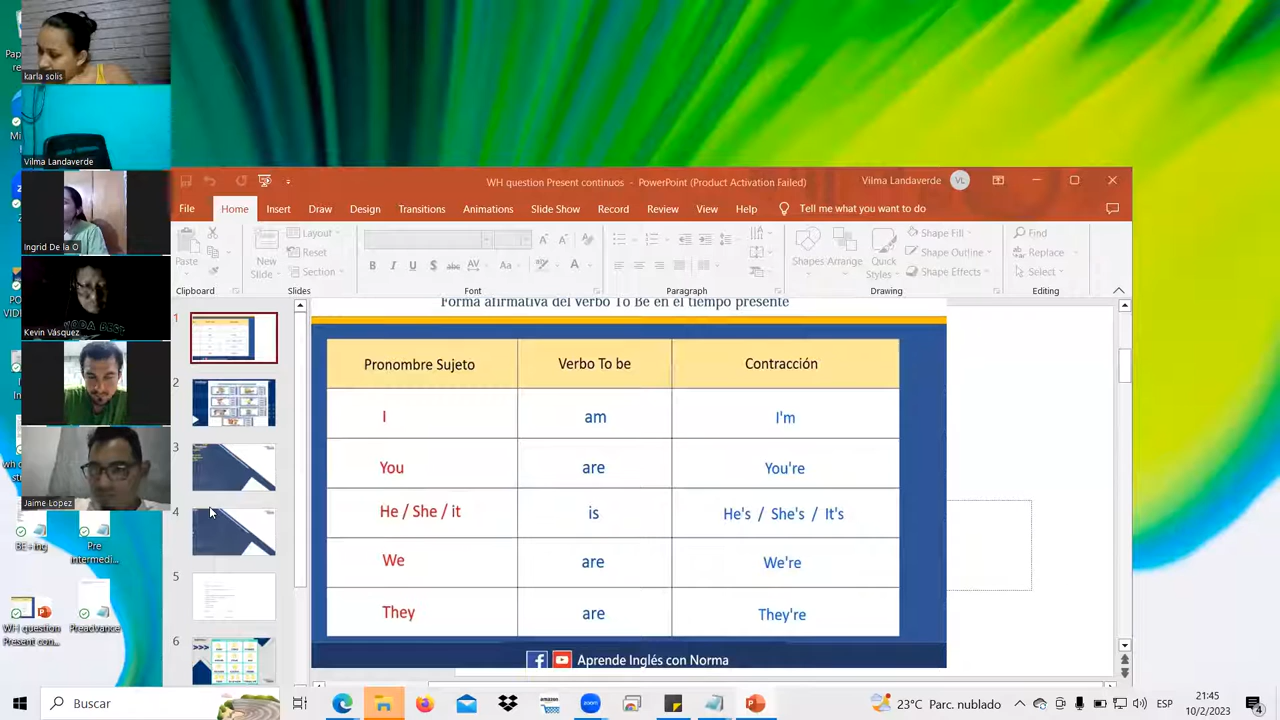 karla solis
Vilma Landaverde
Ingrid De la O
Kevin Vásquez
Jaime Lopez
WH question Present continuos - PowerPoint (Product Activation Failed)
Vilma Landaverde
VL
File Home Insert Draw Design Transitions Animations Slide Show Record Review View Help Tell me what you want to do
Paste
Clipboard
New Slide
Layout
Reset
Section
Slides
Font
Paragraph
Shapes
Arrange
Quick Styles
Shape Fill
Shape Outline
Shape Effects
Drawing
Find
Replace
Select
Editing
1
2
3
4
5
6
Forma afirmativa del verbo To Be en el tiempo presente
Pronombre Sujeto Verbo To be Contracción
I am I'm
You are You're
He / She / it is He's / She's / It's
We are We're
They are They're
Aprende Inglés con Norma
BE +ing
Pre intermedi...
WH question Present con...
Preadvance
Buscar
amazon
zoom
23°C Parc. nublado
ESP
21:45
10/2/2023
4